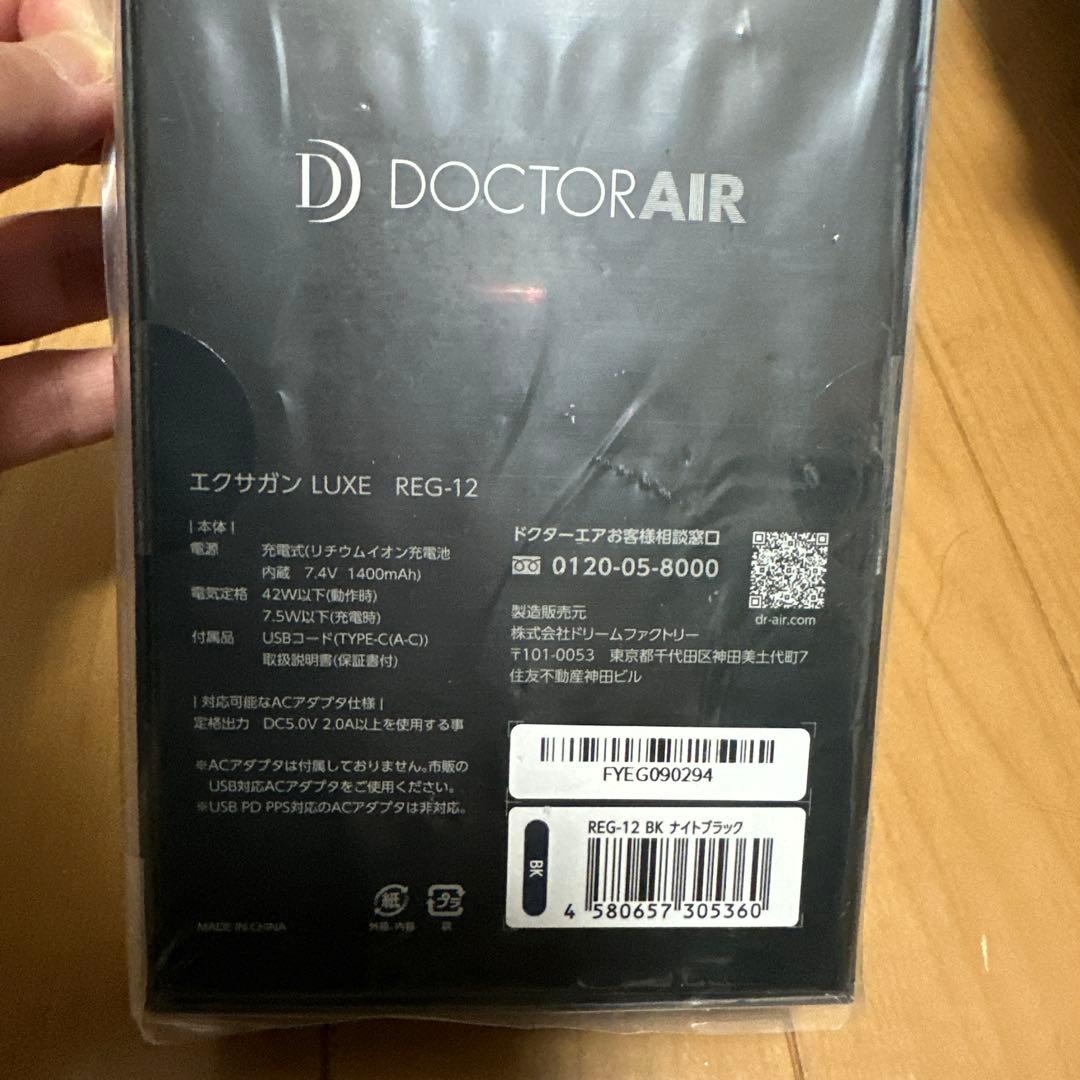 DOCTORAIR
エクサガン LUXE REG-12
| 本体 |
電源 充電式(リチウムイオン充電池
内蔵 7.4V 1400mAh)
電気定格 42W以下(動作時)
7.5W以下(充電時)
付属品 USBコード(TYPE-C(A-C))
取扱説明書(保証書付)
| 対応可能なACアダプタ仕様 |
定格出力 DC5.0V 2.0A以上を使用する事
※ACアダプタは付属しておりません。市販の
USB対応ACアダプタをご使用ください。
※USB PD PPS対応のACアダプタは非対応。
紙
プラ
外箱、内箱
袋
MADE IN CHINA
ドクターエアお客様相談窓口
0120-05-8000
dr-air.com
製造販売元
株式会社ドリームファクトリー
〒101-0053 東京都千代田区神田美土代町7
住友不動産神田ビル
FYEG090294
REG-12 BK ナイトブラック
BK
4 580657 305360